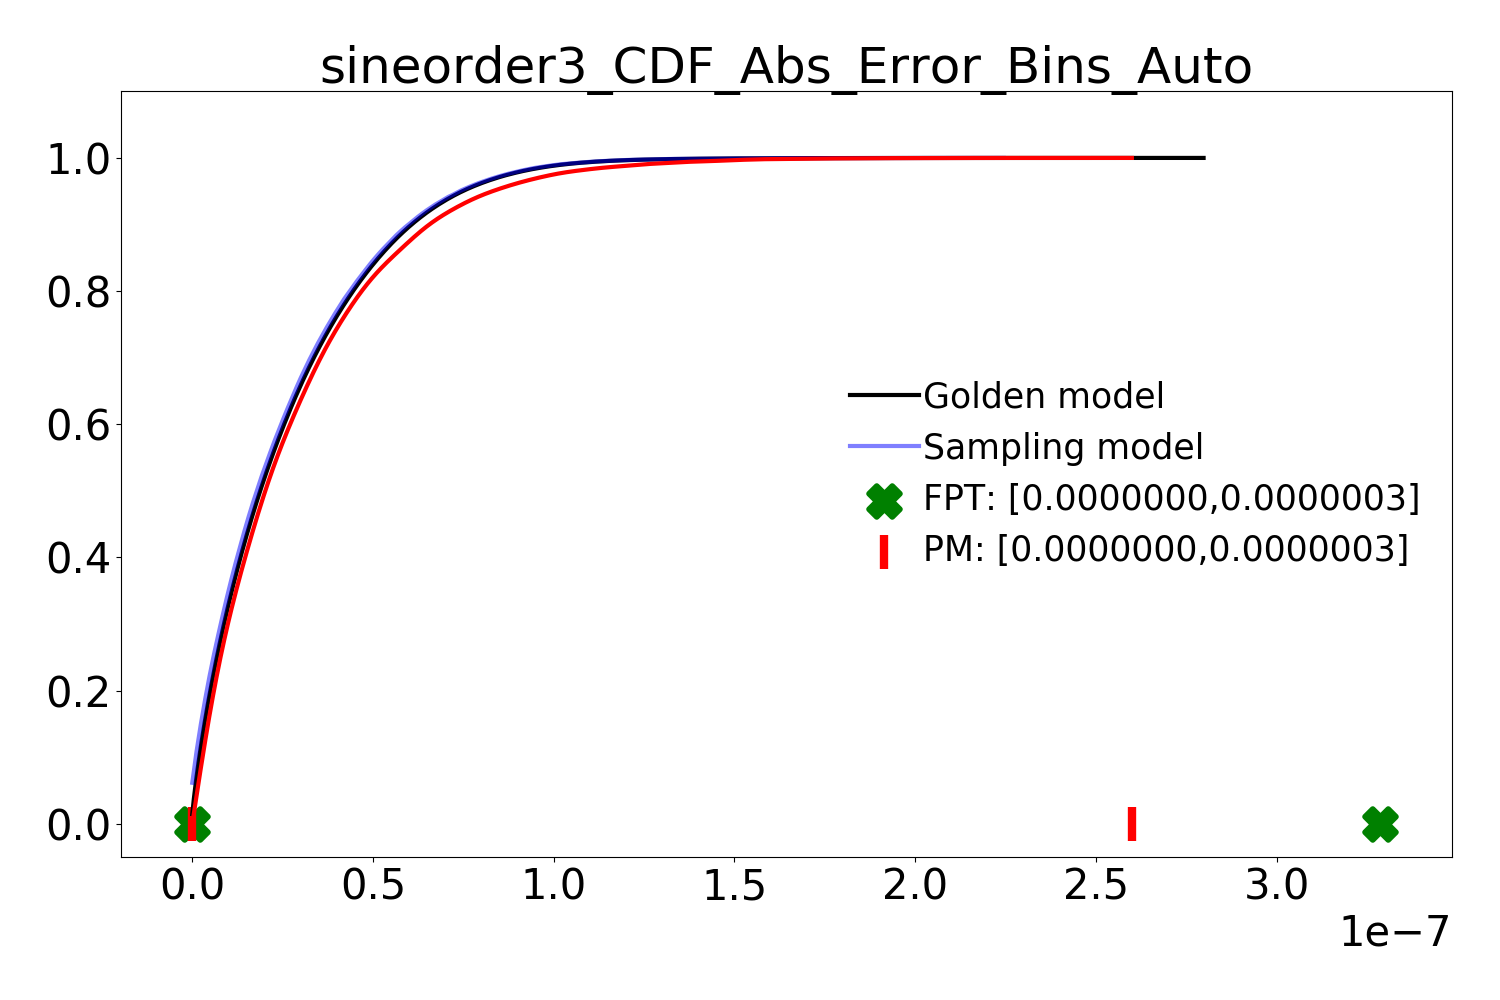 sineorder3_CDF_Abs_Error_Bins_Auto
1.0
0.8
0.6
0.4
0.2
0.0
Golden model
Sampling model
FPT: [0.0000000,0.0000003]
PM: [0.0000000,0.0000003]
0.0 0.5 1.0 1.5 2.0 2.5 3.0
1e−7